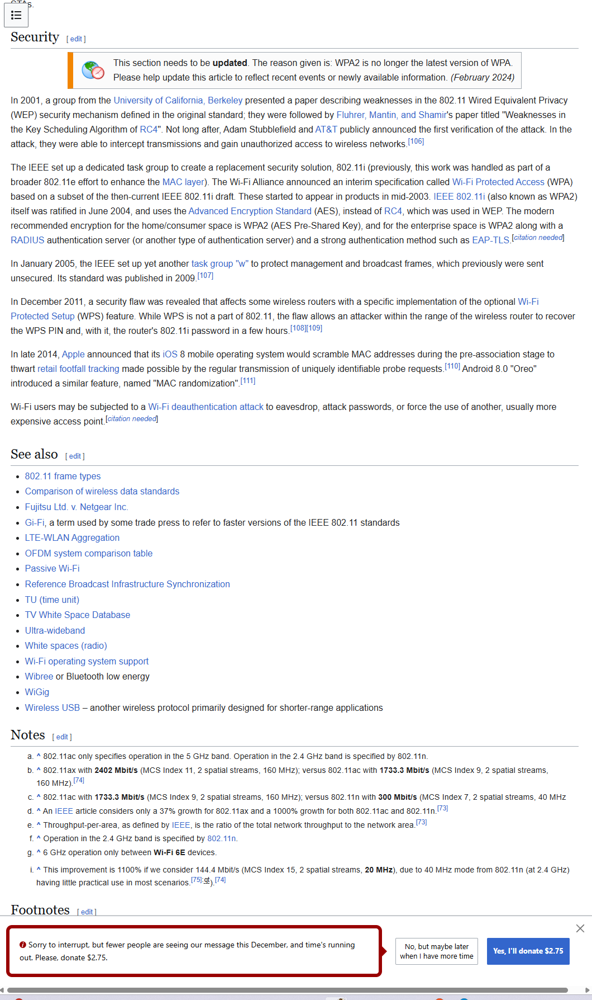 STAs.
Security [ edit ]
This section needs to be updated. The reason given is: WPA2 is no longer the latest version of WPA.
Please help update this article to reflect recent events or newly available information. (February 2024)
In 2001, a group from the University of California, Berkeley presented a paper describing weaknesses in the 802.11 Wired Equivalent Privacy
(WEP) security mechanism defined in the original standard; they were followed by Fluhrer, Mantin, and Shamir's paper titled "Weaknesses in
the Key Scheduling Algorithm of RC4". Not long after, Adam Stubblefield and AT&T publicly announced the first verification of the attack. In the
attack, they were able to intercept transmissions and gain unauthorized access to wireless networks.[106]
The IEEE set up a dedicated task group to create a replacement security solution, 802.11i (previously, this work was handled as part of a
broader 802.11e effort to enhance the MAC layer). The Wi-Fi Alliance announced an interim specification called Wi-Fi Protected Access (WPA)
based on a subset of the then-current IEEE 802.11i draft. These started to appear in products in mid-2003. IEEE 802.11i (also known as WPA2)
itself was ratified in June 2004, and uses the Advanced Encryption Standard (AES), instead of RC4, which was used in WEP. The modern
recommended encryption for the home/consumer space is WPA2 (AES Pre-Shared Key), and for the enterprise space is WPA2 along with a
RADIUS authentication server (or another type of authentication server) and a strong authentication method such as EAP-TLS.[citation needed]
In January 2005, the IEEE set up yet another task group "w" to protect management and broadcast frames, which previously were sent
unsecured. Its standard was published in 2009.[107]
In December 2011, a security flaw was revealed that affects some wireless routers with a specific implementation of the optional Wi-Fi
Protected Setup (WPS) feature. While WPS is not a part of 802.11, the flaw allows an attacker within the range of the wireless router to recover
the WPS PIN and, with it, the router's 802.11i password in a few hours.[108][109]
In late 2014, Apple announced that its iOS 8 mobile operating system would scramble MAC addresses during the pre-association stage to
thwart retail footfall tracking made possible by the regular transmission of uniquely identifiable probe requests.[110] Android 8.0 "Oreo"
introduced a similar feature, named "MAC randomization".[111]
Wi-Fi users may be subjected to a Wi-Fi deauthentication attack to eavesdrop, attack passwords, or force the use of another, usually more
expensive access point.[citation needed]
See also [ edit ]
• 802.11 frame types
• Comparison of wireless data standards
• Fujitsu Ltd. v. Netgear Inc.
• Gi-Fi, a term used by some trade press to refer to faster versions of the IEEE 802.11 standards
• LTE-WLAN Aggregation
• OFDM system comparison table
• Passive Wi-Fi
• Reference Broadcast Infrastructure Synchronization
• TU (time unit)
• TV White Space Database
• Ultra-wideband
• White spaces (radio)
• Wi-Fi operating system support
• Wibree or Bluetooth low energy
• WiGig
• Wireless USB – another wireless protocol primarily designed for shorter-range applications
Notes [ edit ]
a. ^ 802.11ac only specifies operation in the 5 GHz band. Operation in the 2.4 GHz band is specified by 802.11n.
b. ^ 802.11ax with 2402 Mbit/s (MCS Index 11, 2 spatial streams, 160 MHz); versus 802.11ac with 1733.3 Mbit/s (MCS Index 9, 2 spatial streams,
160 MHz).[74]
c. ^ 802.11ac with 1733.3 Mbit/s (MCS Index 9, 2 spatial streams, 160 MHz); versus 802.11n with 300 Mbit/s (MCS Index 7, 2 spatial streams, 40 MHz
d. ^ An IEEE article considers only a 37% growth for 802.11ax and a 1000% growth for both 802.11ac and 802.11n.[73]
e. ^ Throughput-per-area, as defined by IEEE, is the ratio of the total network throughput to the network area.[73]
f. ^ Operation in the 2.4 GHz band is specified by 802.11n.
g. ^ 6 GHz operation only between Wi-Fi 6E devices.
i. ^ This improvement is 1100% if we consider 144.4 Mbit/s (MCS Index 15, 2 spatial streams, 20 MHz), due to 40 MHz mode from 802.11n (at 2.4 GHz)
having little practical use in most scenarios.[75]:qt).[74]
Footnotes [ edit ]
Sorry to interrupt, but fewer people are seeing our message this December, and time's running
out. Please, donate $2.75.
No, but maybe later
when I have more time
Yes, I'll donate $2.75